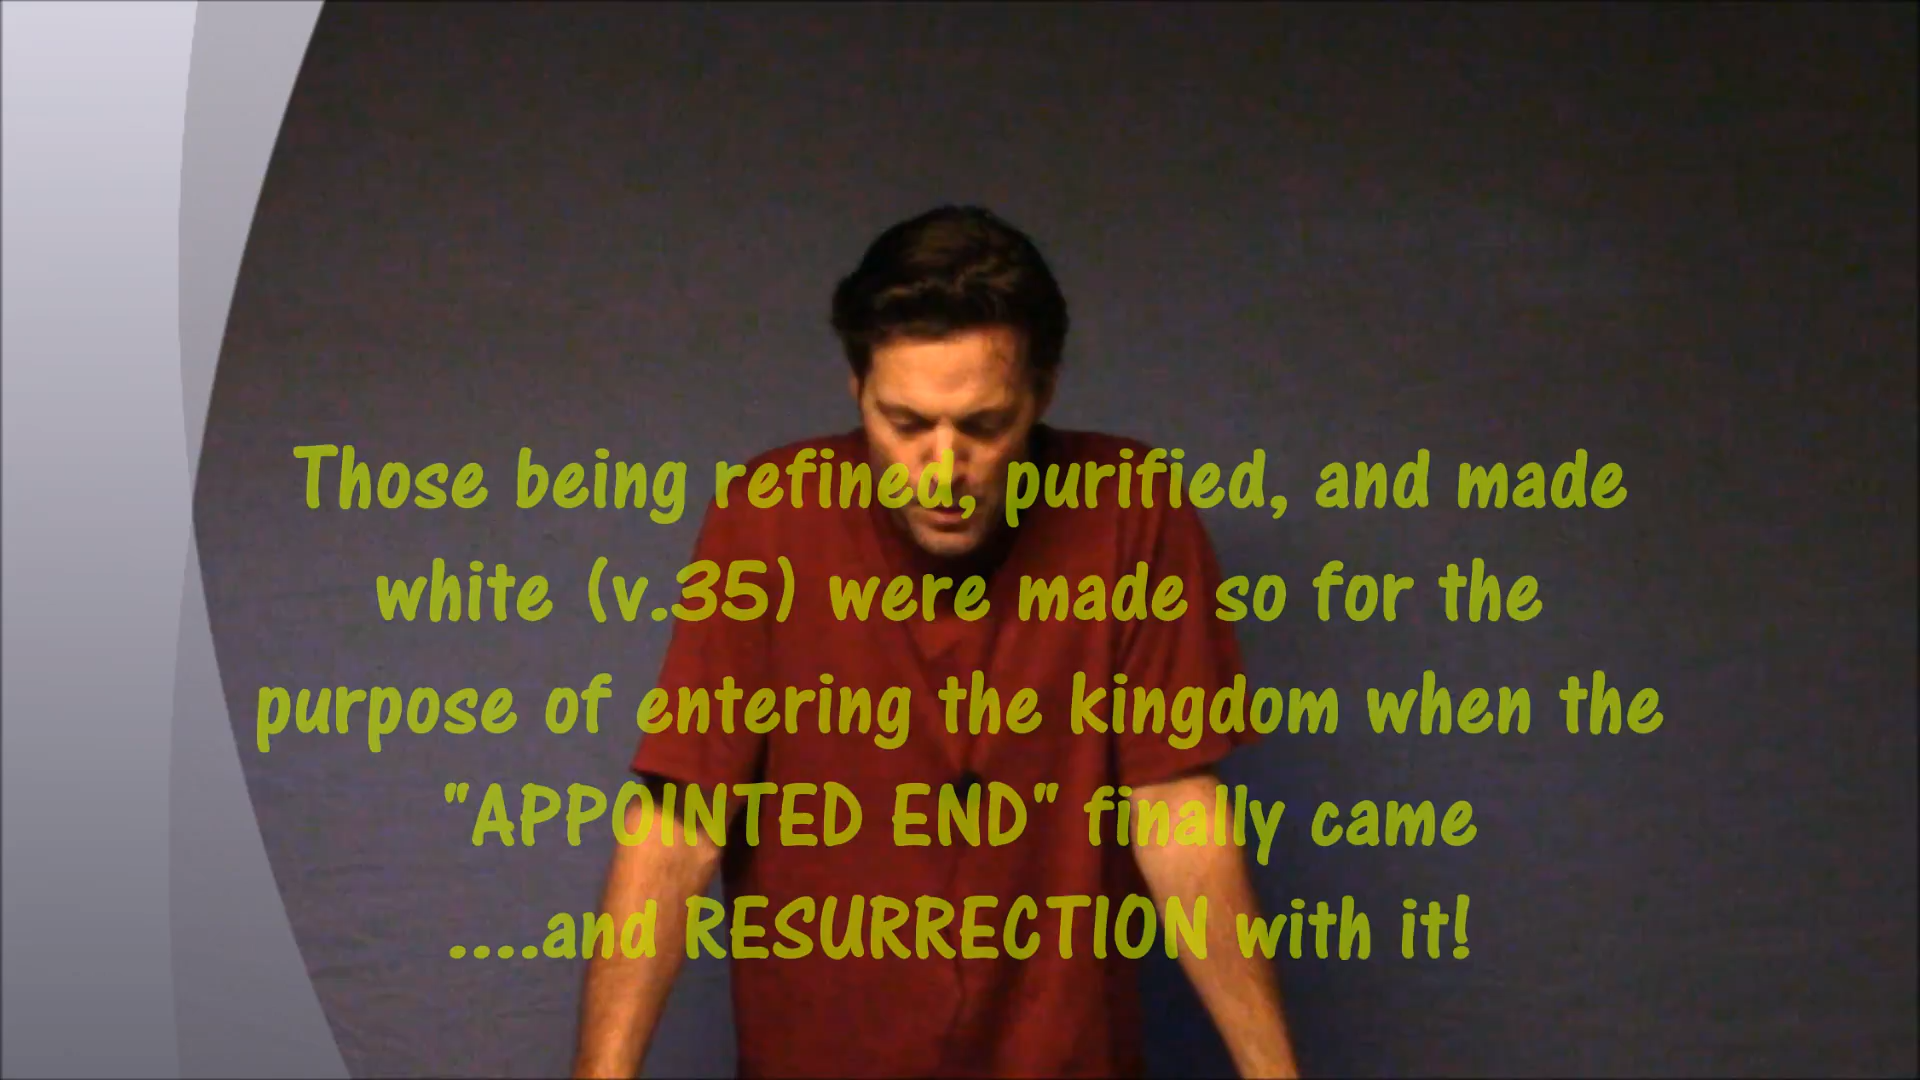 Those being refined, purified, and made
white (v.35) were made so for the
purpose of entering the kingdom when the
"APPOINTED END" finally came
....and RESURRECTION with it!